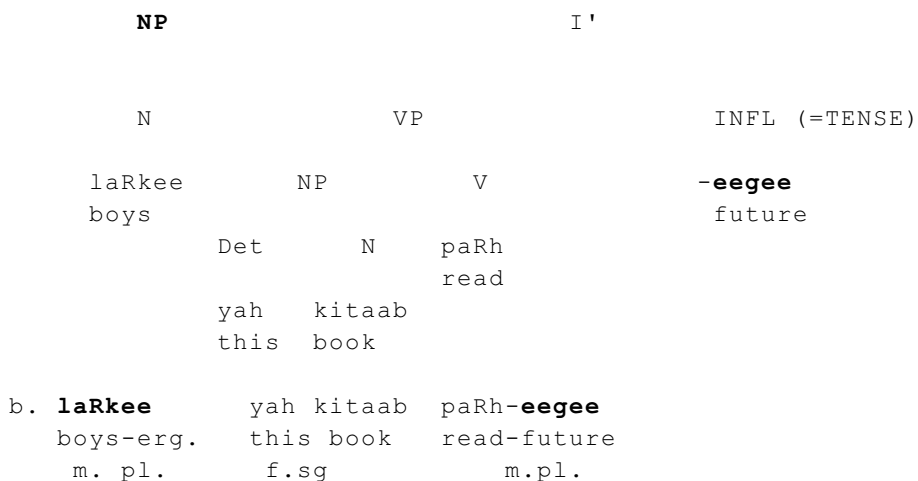 NP I'
N VP INFL (=TENSE)
laRkee NP V -eegee
boys future
Det N paRh
read
yah kitaab
this book
b. laRkee yah kitaab paRh-eegee
boys-erg. this book read-future
m. pl. f.sg m.pl.